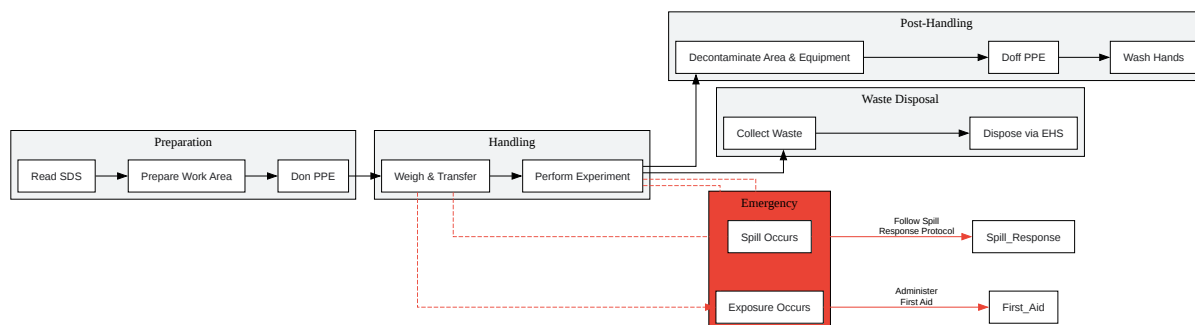 Post-Handling
Decontaminate Area & Equipment
Doff PPE
Wash Hands
Waste Disposal
Collect Waste
Dispose via EHS
Preparation
Read SDS
Prepare Work Area
Don PPE
Handling
Weigh & Transfer
Perform Experiment
Emergency
Spill Occurs
Follow Spill
Response Protocol
Spill_Response
Exposure Occurs
Administer
First Aid
First_Aid